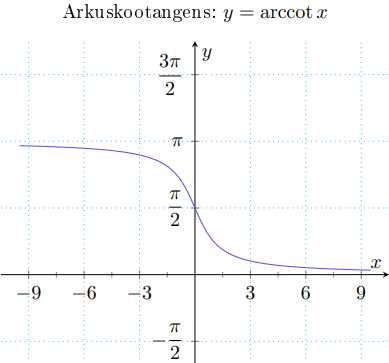 Arkuskootangens: y = arccot x
y
3π/2
π
π/2
x
−9 −6 −3 3 6 9
−π/2